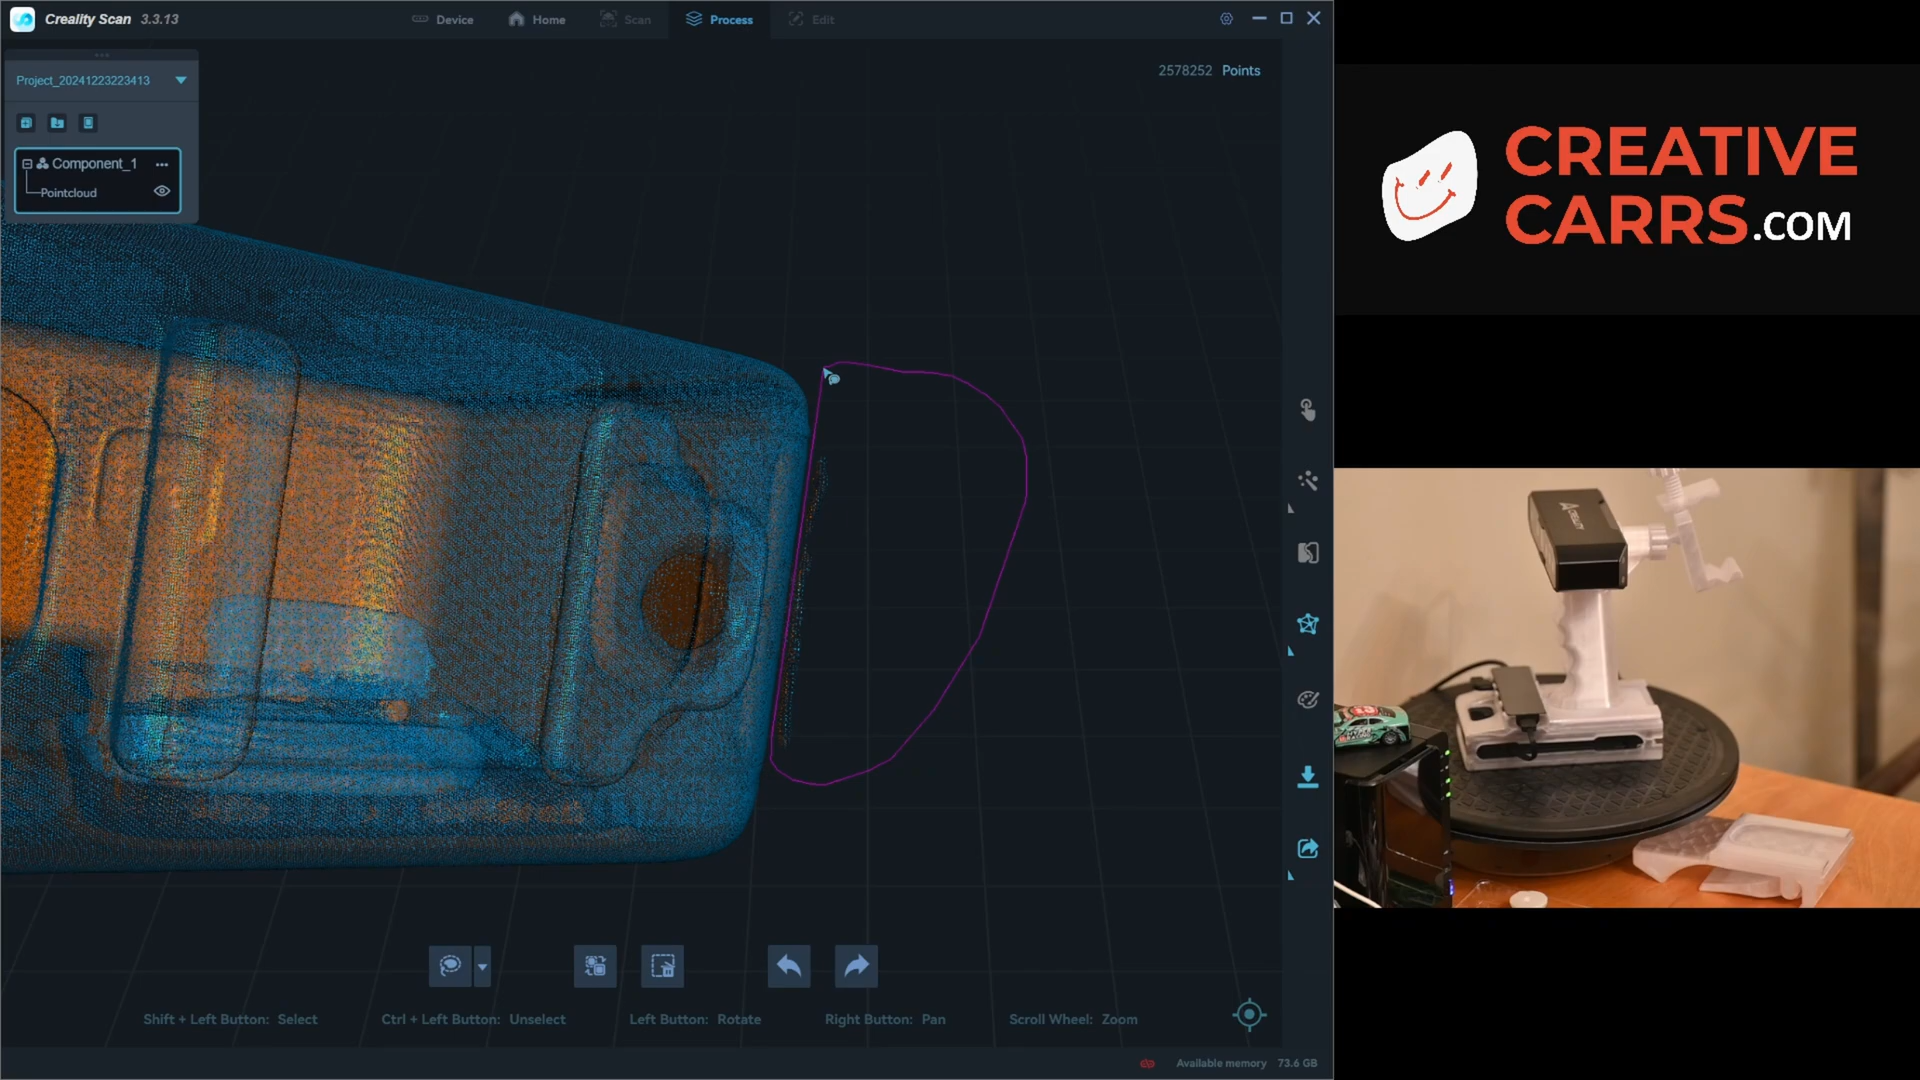 Creality Scan 3.3.13
Device
Home
Scan
Process
Edit
Project_20241223223413
2578252 Points
Component_1
Pointcloud
Shift + Left Button: Select
Ctrl + Left Button: Unselect
Left Button: Rotate
Right Button: Pan
Scroll Wheel: Zoom
Available memory 73.6 GB
CREATIVE
CARRS.COM
CREALITY